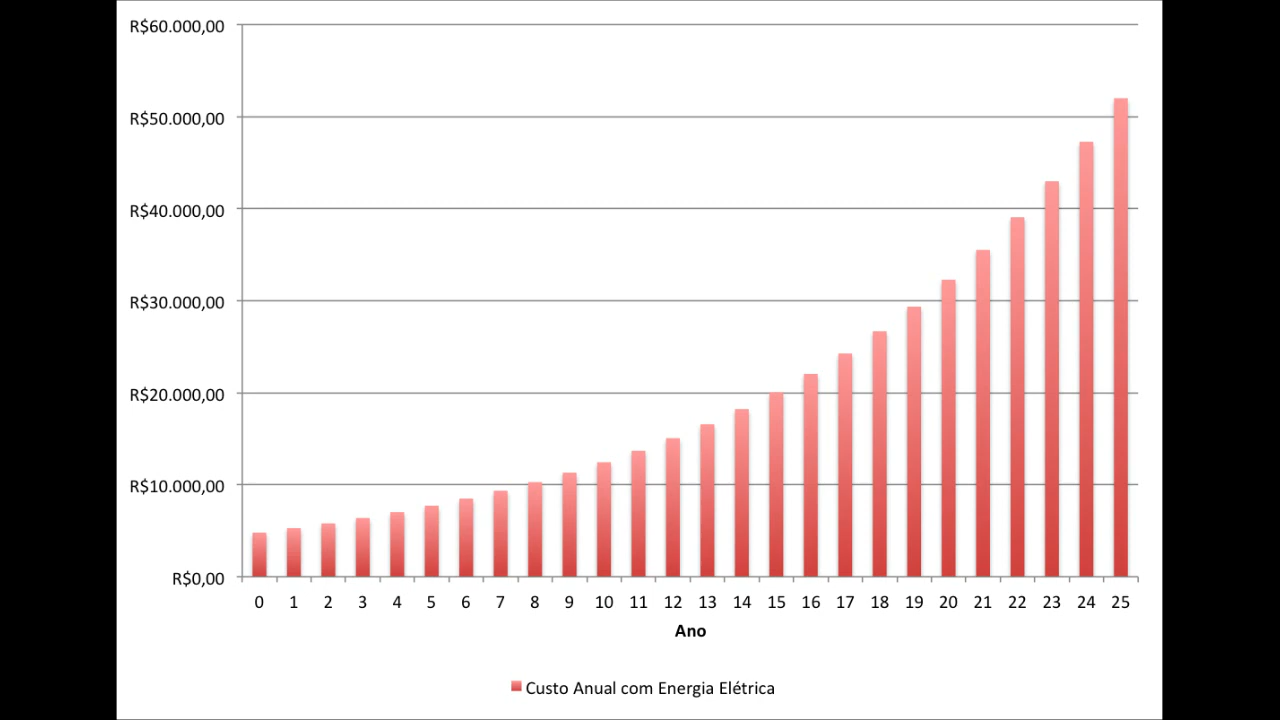 R$60.000,00
R$50.000,00
R$40.000,00
R$30.000,00
R$20.000,00
R$10.000,00
R$0,00
0 1 2 3 4 5 6 7 8 9 10 11 12 13 14 15 16 17 18 19 20 21 22 23 24 25
Ano
Custo Anual com Energia Elétrica